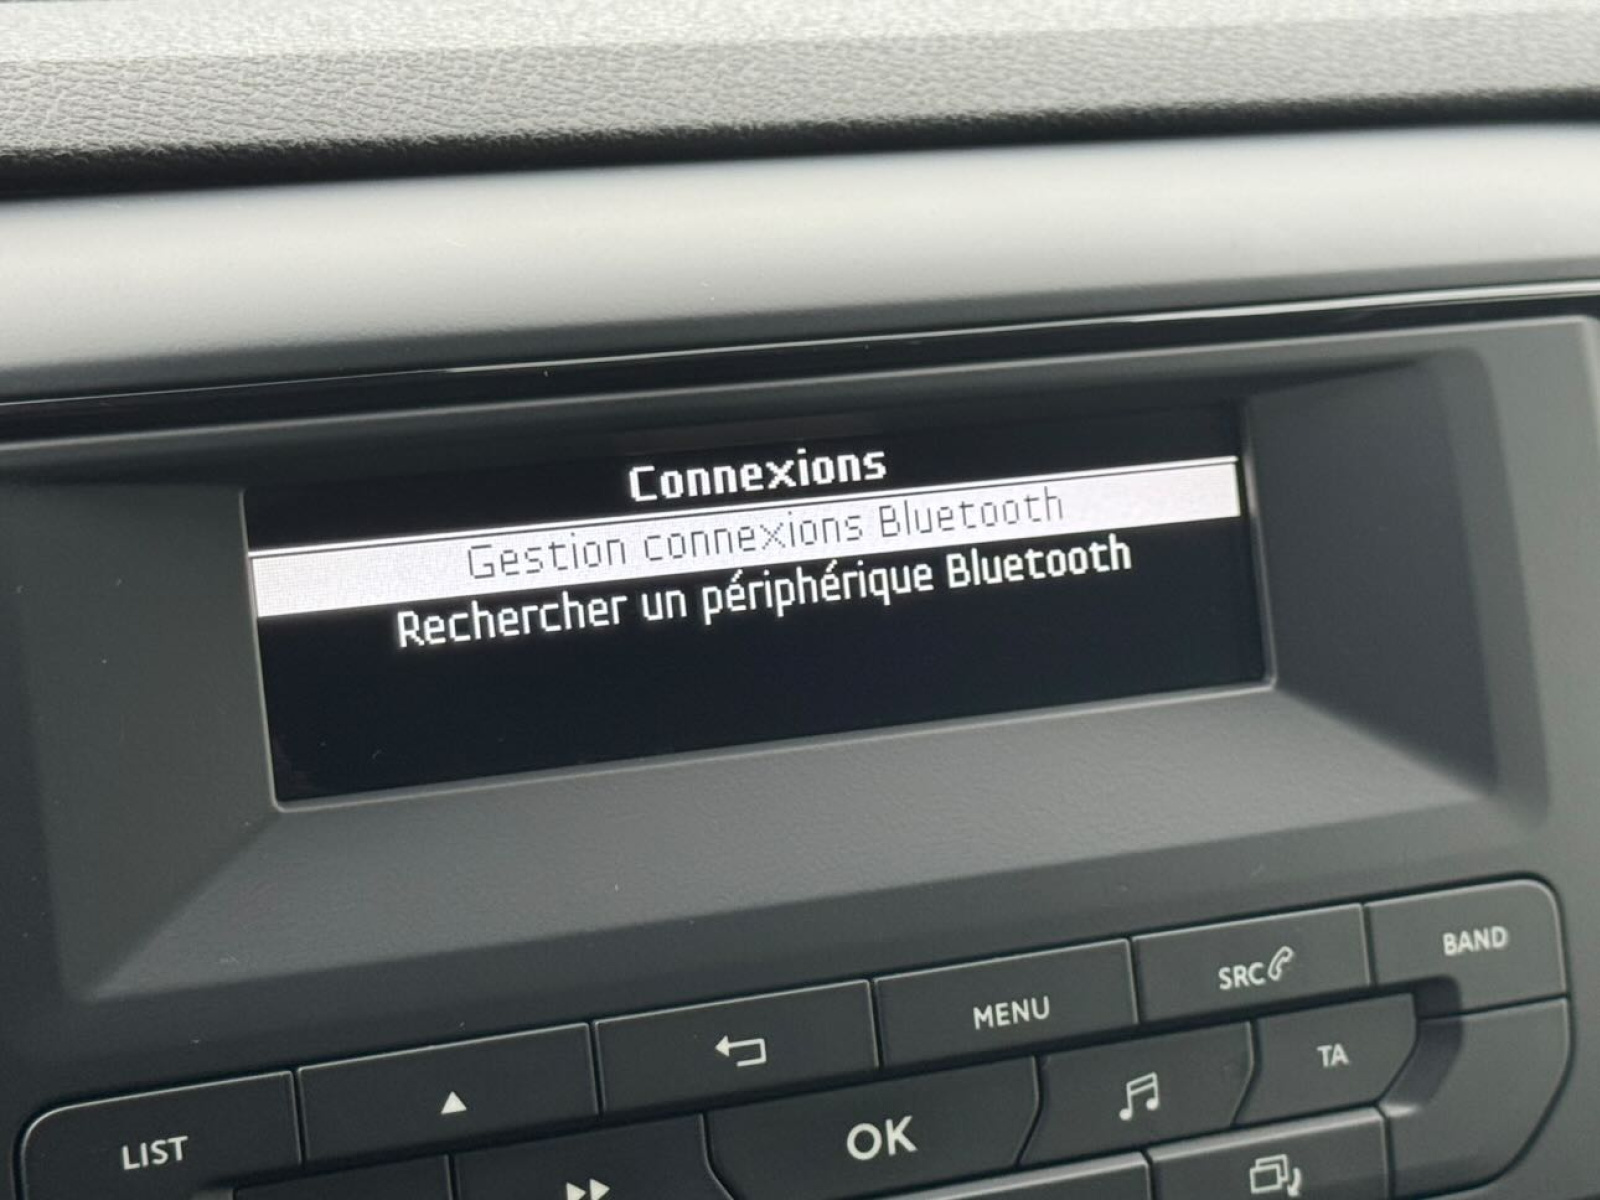 Connexions
Gestion connexions Bluetooth
Rechercher un périphérique Bluetooth
BAND
SRC
MENU
TA
OK
LIST